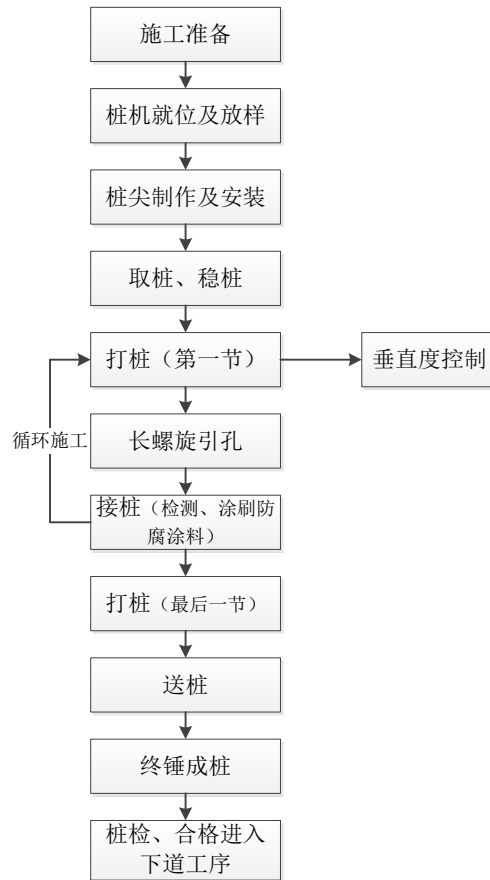 施工准备
桩机就位及放样
桩尖制作及安装
取桩、稳桩
打桩（第一节）
垂直度控制
循环施工
长螺旋引孔
接桩（检测、涂刷防
腐涂料）
打桩（最后一节）
送桩
终锤成桩
桩检、合格进入
下道工序